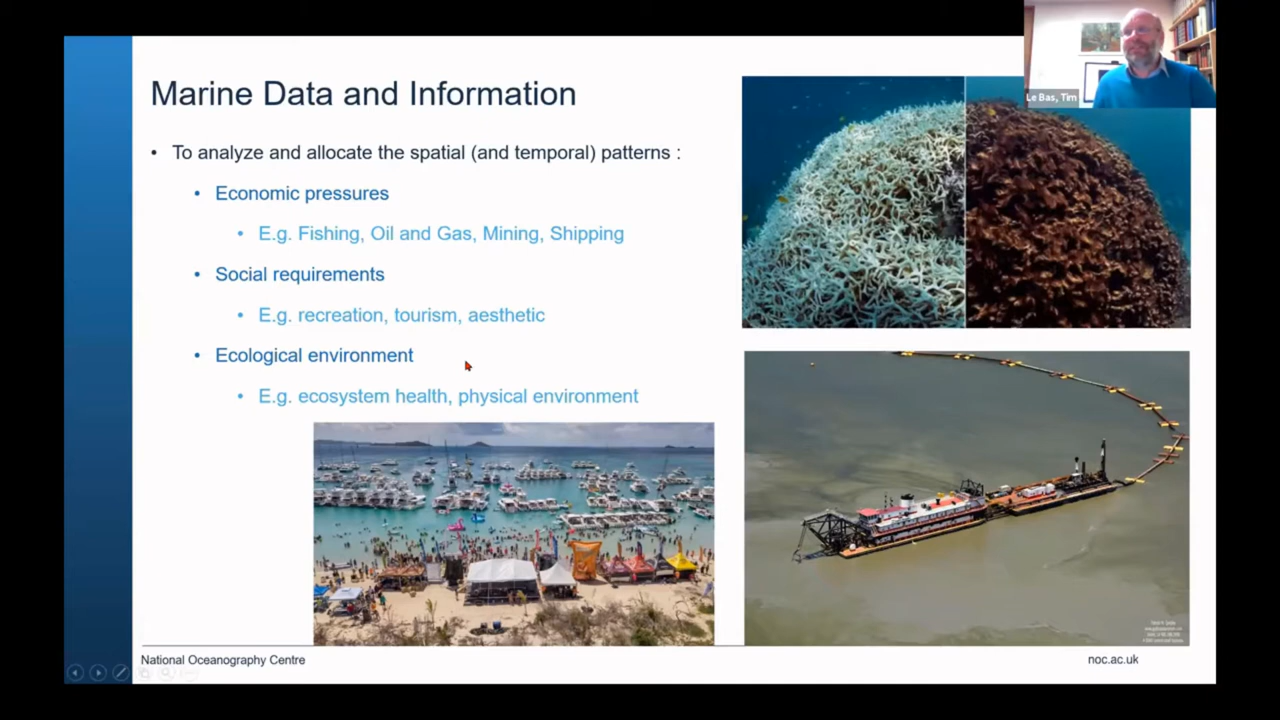 Marine Data and Information
• To analyze and allocate the spatial (and temporal) patterns :
• Economic pressures
• E.g. Fishing, Oil and Gas, Mining, Shipping
• Social requirements
• E.g. recreation, tourism, aesthetic
• Ecological environment
• E.g. ecosystem health, physical environment
Le Bas, Tim
National Oceanography Centre
noc.ac.uk